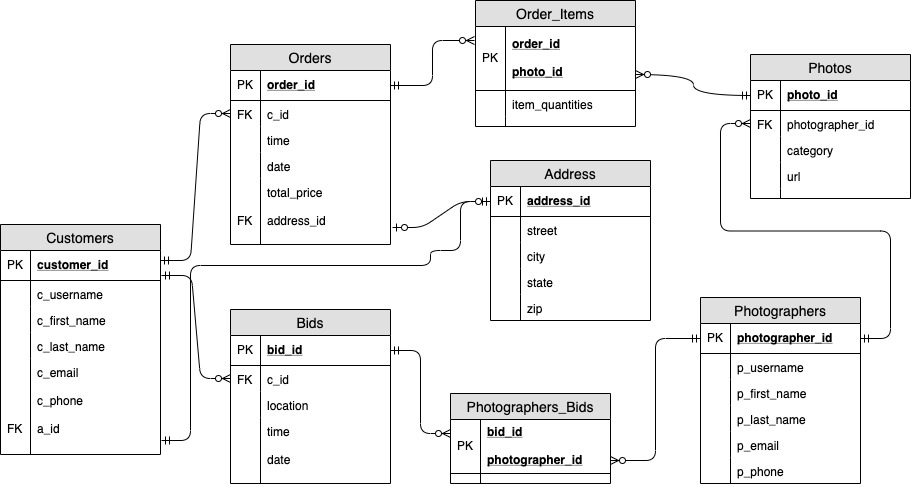 Order_Items
PK
order_id
photo_id
item_quantities
Orders
PK order_id
FK c_id
time
date
total_price
FK address_id
Photos
PK photo_id
FK photographer_id
category
url
Address
PK address_id
street
city
state
zip
Customers
PK customer_id
c_username
c_first_name
c_last_name
c_email
c_phone
FK a_id
Bids
PK bid_id
FK c_id
location
time
date
Photographers_Bids
PK
bid_id
photographer_id
Photographers
PK photographer_id
p_username
p_first_name
p_last_name
p_email
p_phone